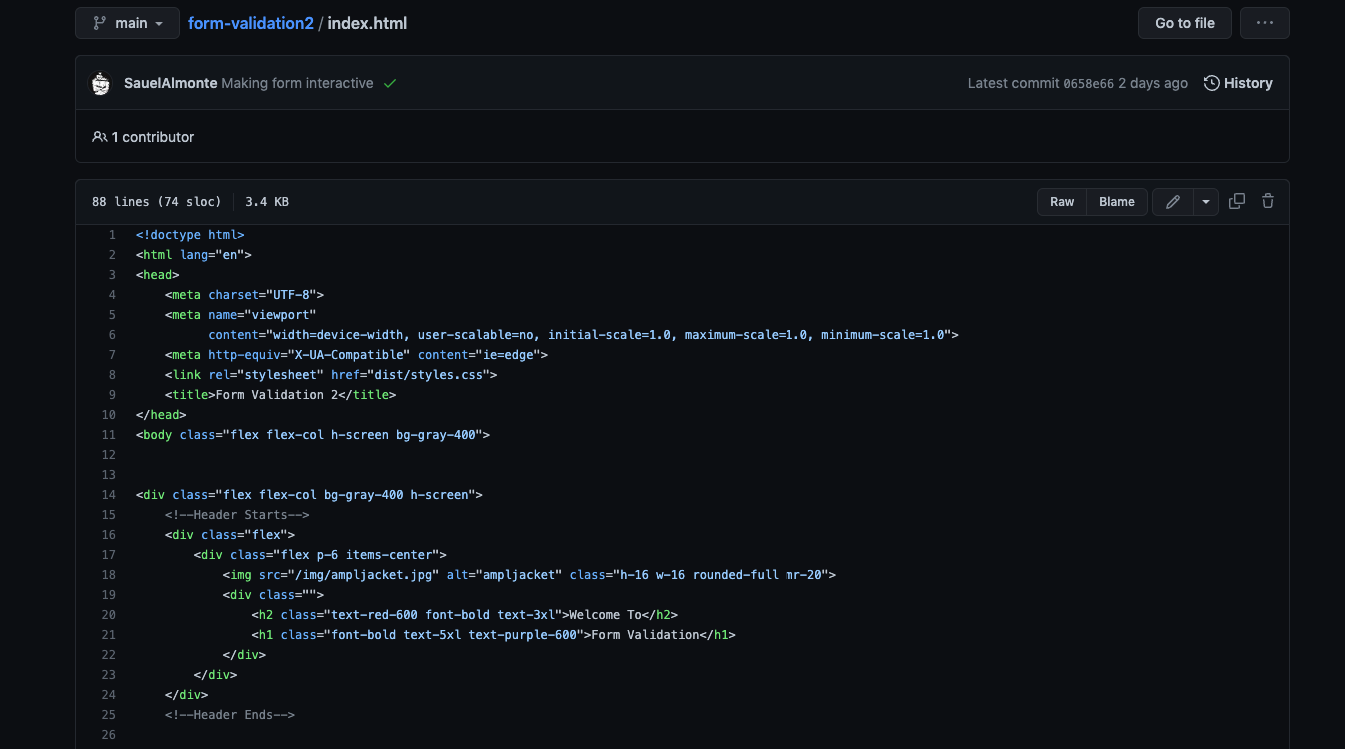 main form-validation2 / index.html Go to file ...
SauelAlmonte Making form interactive Latest commit 0658e66 2 days ago History
1 contributor
88 lines (74 sloc) 3.4 KB Raw Blame
1 <!doctype html>
2 <html lang="en">
3 <head>
4     <meta charset="UTF-8">
5     <meta name="viewport"
6           content="width=device-width, user-scalable=no, initial-scale=1.0, maximum-scale=1.0, minimum-scale=1.0">
7     <meta http-equiv="X-UA-Compatible" content="ie=edge">
8     <link rel="stylesheet" href="dist/styles.css">
9     <title>Form Validation 2</title>
10 </head>
11 <body class="flex flex-col h-screen bg-gray-400">
12
13
14 <div class="flex flex-col bg-gray-400 h-screen">
15     <!--Header Starts-->
16     <div class="flex">
17         <div class="flex p-6 items-center">
18             <img src="/img/ampljacket.jpg" alt="ampljacket" class="h-16 w-16 rounded-full mr-20">
19             <div class="">
20                 <h2 class="text-red-600 font-bold text-3xl">Welcome To</h2>
21                 <h1 class="font-bold text-5xl text-purple-600">Form Validation</h1>
22             </div>
23         </div>
24     </div>
25     <!--Header Ends-->
26